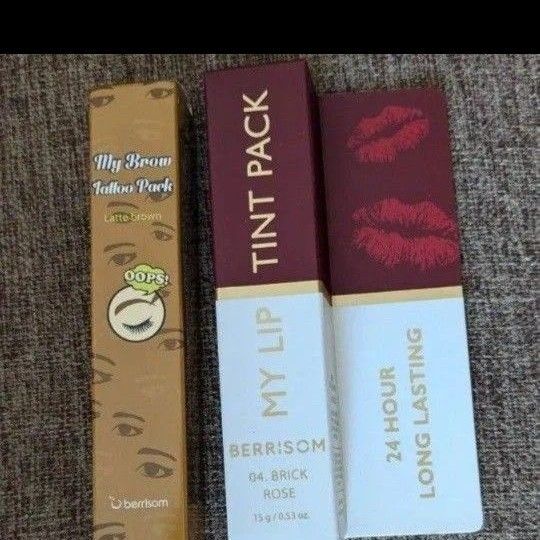 My Brow
Tattoo Pack
Latte brown
OOPS!
berrisom
MY LIP TINT PACK
BERRISOM
04. BRICK
ROSE
15 g / 0.53 oz.
24 HOUR
LONG LASTING